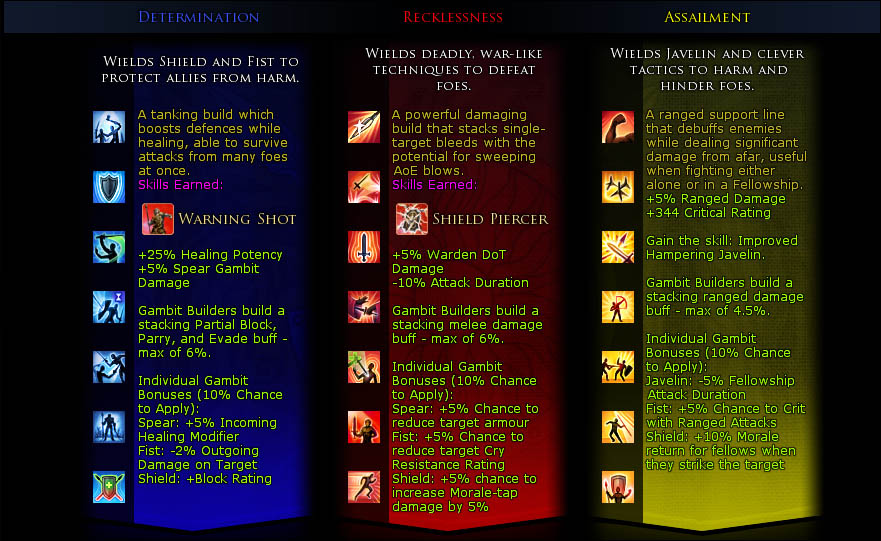 Determination
Wields Shield and Fist to
protect allies from harm.
A tanking build which
boosts defences while
healing, able to survive
attacks from many foes
at once.
Skills Earned:
Warning Shot
+25% Healing Potency
+5% Spear Gambit
Damage
Gambit Builders build a
stacking Partial Block,
Parry, and Evade buff -
max of 6%.
Individual Gambit
Bonuses (10% Chance
to Apply):
Spear: +5% Incoming
Healing Modifier
Fist: -2% Outgoing
Damage on Target
Shield: +Block Rating
Recklessness
Wields deadly, war-like
techniques to defeat
foes.
A powerful damaging
build that stacks single-
target bleeds with the
potential for sweeping
AoE blows.
Skills Earned:
Shield Piercer
+5% Warden DoT
Damage
-10% Attack Duration
Gambit Builders build a
stacking melee damage
buff - max of 6%.
Individual Gambit
Bonuses (10% Chance
to Apply):
Spear: +5% Chance to
reduce target armour
Fist: +5% Chance to
reduce target Cry
Resistance Rating
Shield: +5% chance to
increase Morale-tap
damage by 5%
Assailment
Wields Javelin and clever
tactics to harm and
hinder foes.
A ranged support line
that debuffs enemies
while dealing significant
damage from afar, useful
when fighting either
alone or in a Fellowship.
+5% Ranged Damage
+344 Critical Rating
Gain the skill: Improved
Hampering Javelin.
Gambit Builders build a
stacking ranged damage
buff - max of 4.5%.
Individual Gambit
Bonuses (10% Chance
to Apply):
Javelin: -5% Fellowship
Attack Duration
Fist: +5% Chance to Crit
with Ranged Attacks
Shield: +10% Morale
return for fellows when
they strike the target